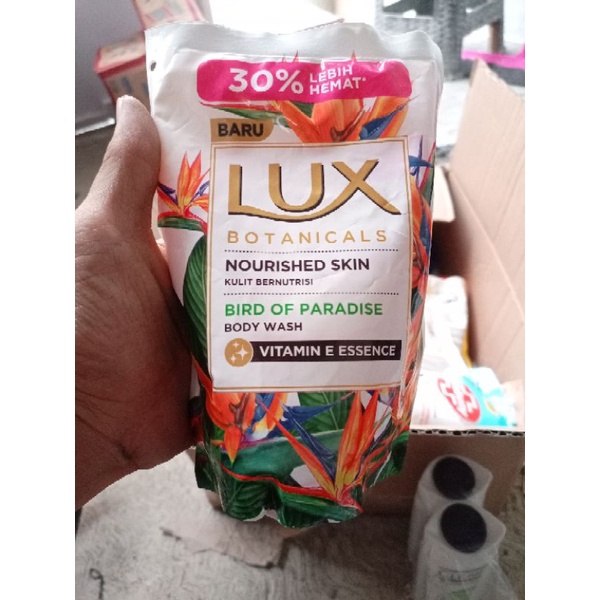 30% LEBIH HEMAT*
BARU
LUX
BOTANICALS
NOURISHED SKIN
KULIT BERNUTRISI
BIRD OF PARADISE
BODY WASH
VITAMIN E ESSENCE